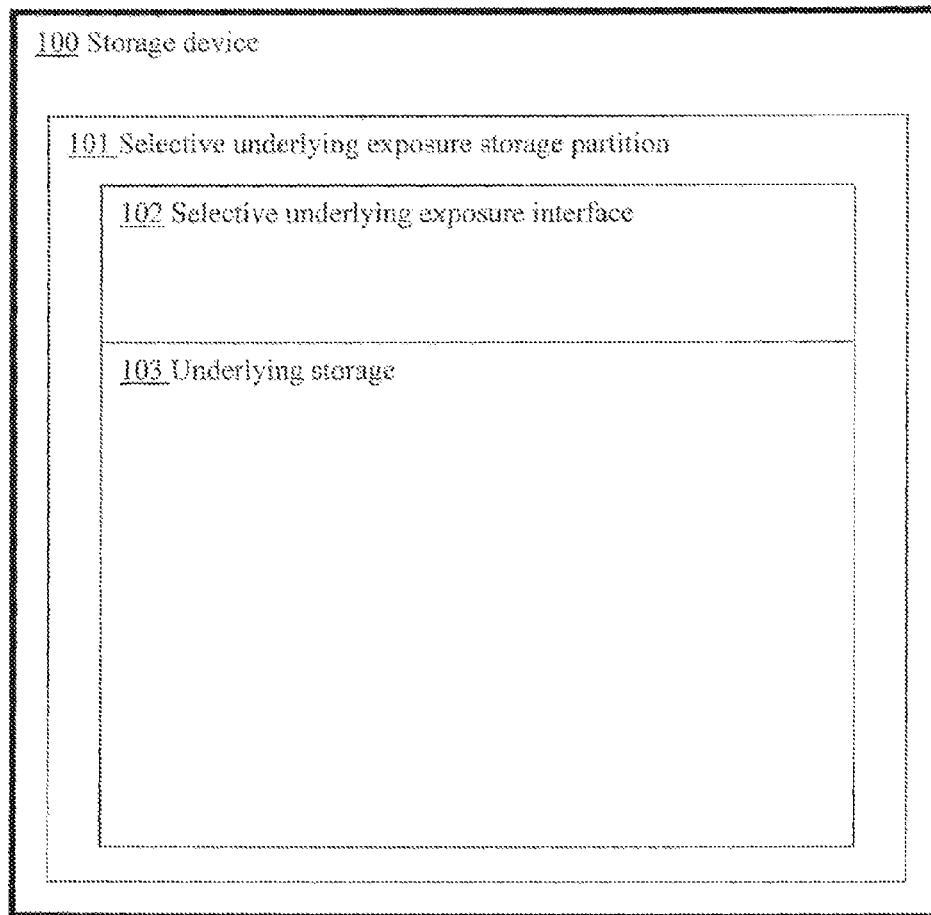 100 Storage device
101 Selective underlying exposure storage partition
102 Selective underlying exposure interface
103 Underlying storage